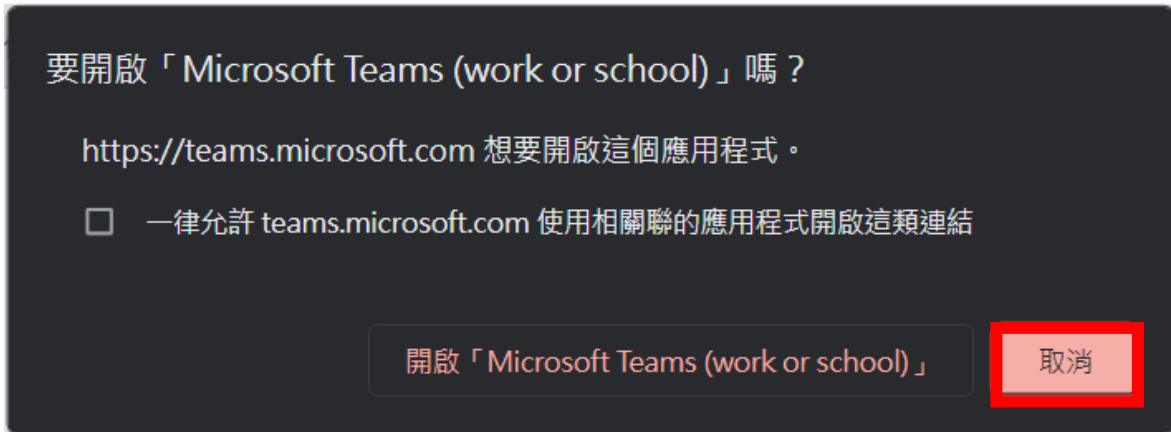 要開啟「Microsoft Teams (work or school)」嗎？
https://teams.microsoft.com 想要開啟這個應用程式。
一律允許 teams.microsoft.com 使用相關聯的應用程式開啟這類連結
開啟「Microsoft Teams (work or school)」
取消